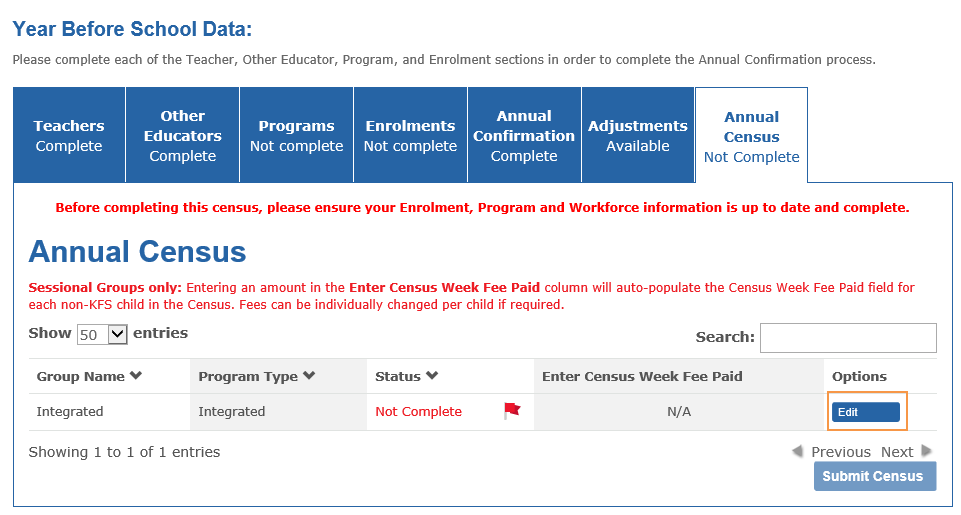 Year Before School Data:
Please complete each of the Teacher, Other Educator, Program, and Enrolment sections in order to complete the Annual Confirmation process.
Teachers
Complete
Other
Educators
Complete
Programs
Not complete
Enrolments
Not complete
Annual
Confirmation
Complete
Adjustments
Available
Annual
Census
Not Complete
Before completing this census, please ensure your Enrolment, Program and Workforce information is up to date and complete.
Annual Census
Sessional Groups only: Entering an amount in the Enter Census Week Fee Paid column will auto-populate the Census Week Fee Paid field for
each non-KFS child in the Census. Fees can be individually changed per child if required.
Show 50 entries
Search:
Group Name Program Type Status Enter Census Week Fee Paid Options
Integrated Integrated Not Complete N/A Edit
Showing 1 to 1 of 1 entries
Previous Next
Submit Census